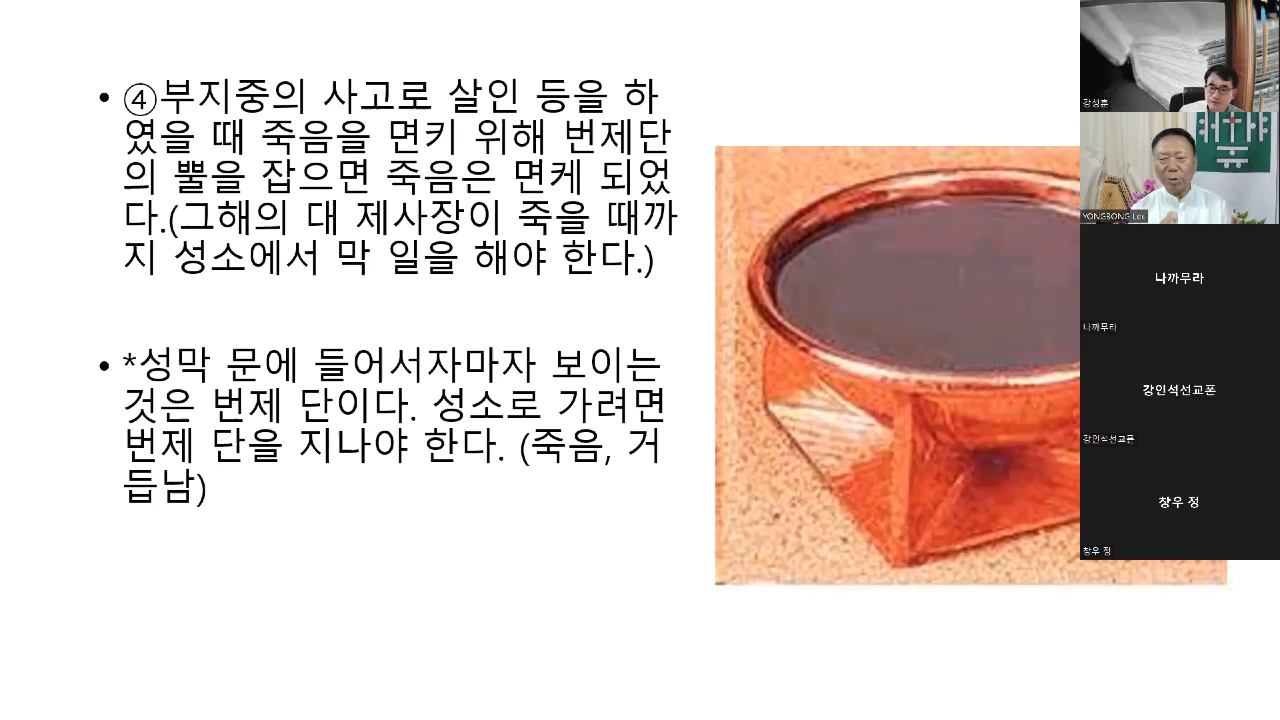 • ④부지중의 사고로 살인 등을 하
였을 때 죽음을 면키 위해 번제단
의 뿔을 잡으면 죽음은 면케 되었
다.(그해의 대 제사장이 죽을 때까
지 성소에서 막 일을 해야 한다.)
• *성막 문에 들어서자마자 보이는
것은 번제 단이다. 성소로 가려면
번제 단을 지나야 한다. (죽음, 거
듭남)
강성훈
YONGBONG Lee
나까무라
나까무라
강인석선교폰
강인석선교폰
창우 정
창우 정